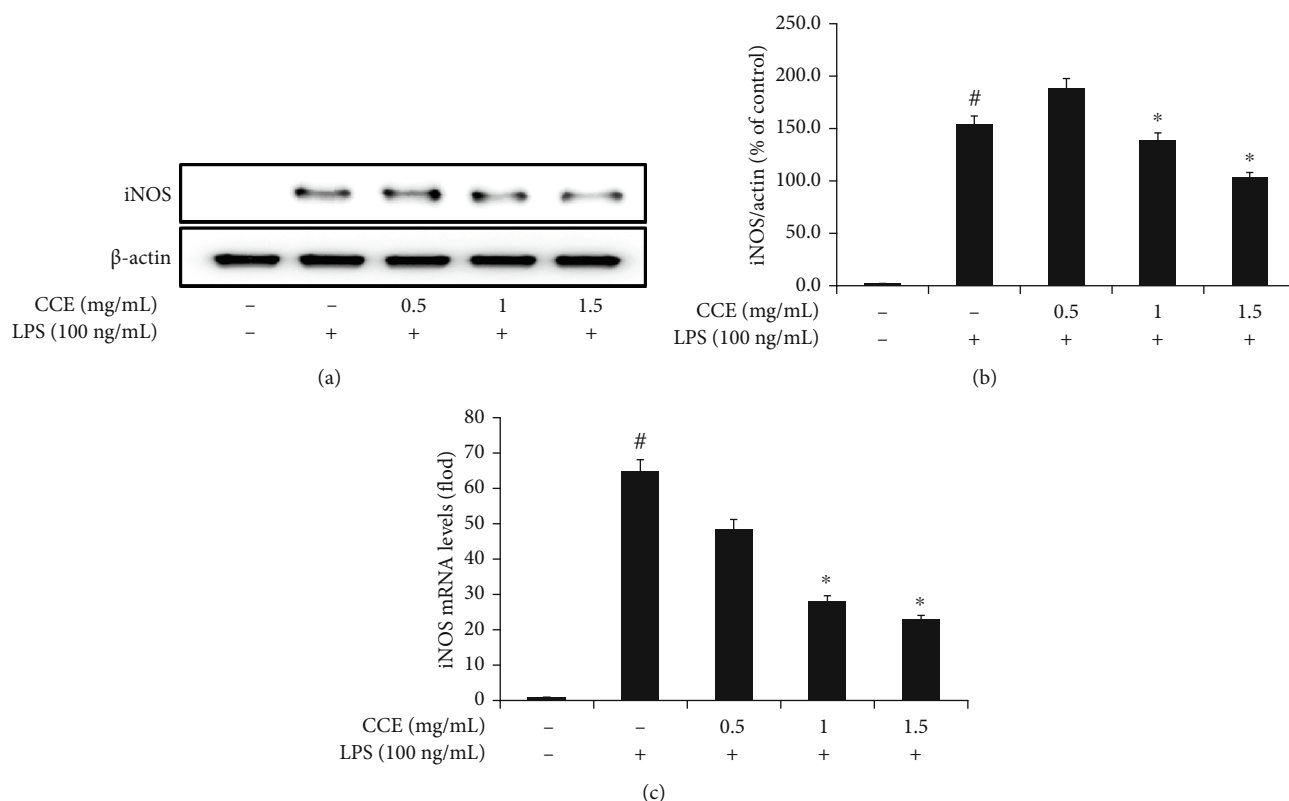 iNOS
β-actin
CCE (mg/mL) – – 0.5 1 1.5
LPS (100 ng/mL) – + + + +
(a)
250.0
200.0
150.0
100.0
50.0
0.0
iNOS/actin (% of control)
#
*
*
CCE (mg/mL) – – 0.5 1 1.5
LPS (100 ng/mL) – + + + +
(b)
80
70
60
50
40
30
20
10
0
iNOS mRNA levels (flod)
#
*
*
CCE (mg/mL) – – 0.5 1 1.5
LPS (100 ng/mL) – + + + +
(c)